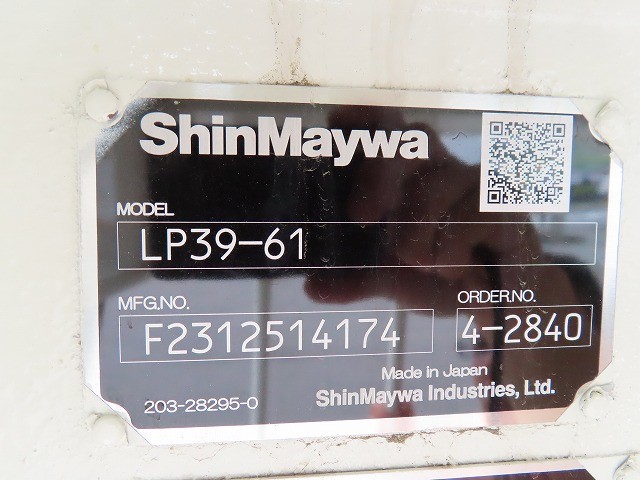 ShinMaywa
MODEL
LP39-61
MFG.NO.
F2312514174
ORDER.NO.
4-2840
Made in Japan
203-28295-0
ShinMaywa Industries, Ltd.